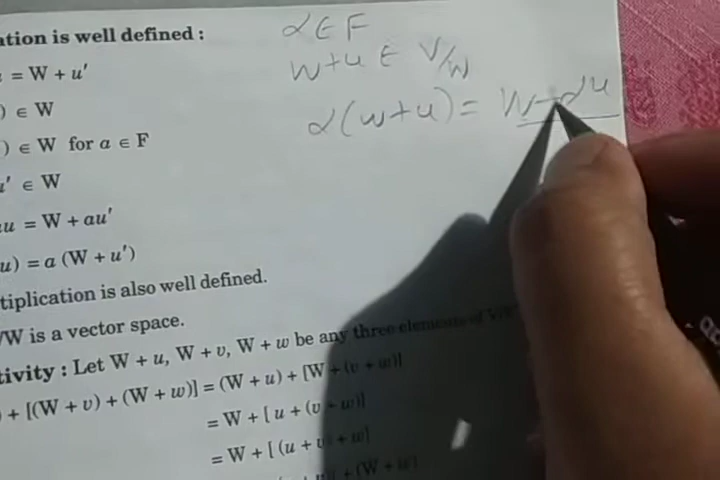 ation is well defined :
= W + u'
) ∈ W
) ∈ W for a ∈ F
u' ∈ W
u = W + au'
u) = a (W + u')
tiplication is also well defined.
/W is a vector space.
tivity : Let W + u, W + v, W + w be any three elements of V/W
+ [(W + v) + (W + w)] = (W + u) + [W + (v + w)]
= W + [ u + (v + w)]
= W + [ (u + v) + w]
+ (W + w)
α ∈ F
W+u ∈ V/W
α(w+u) = W+αu